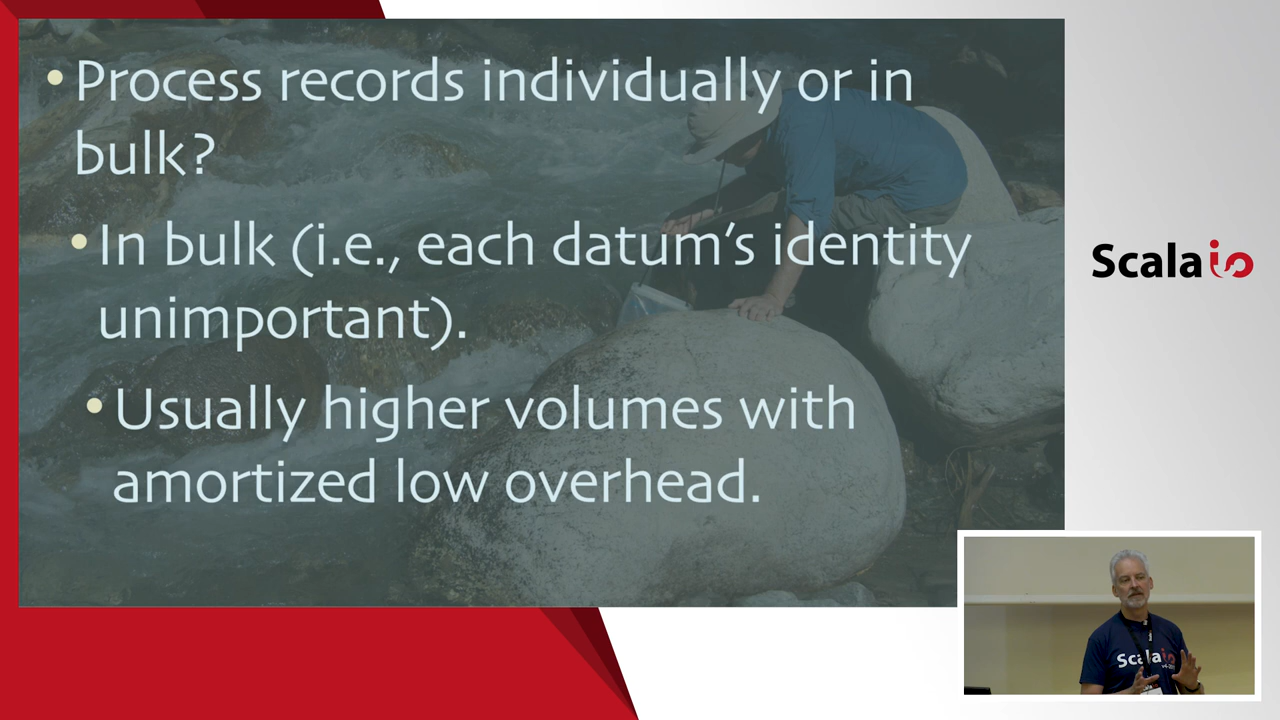 • Process records individually or in
bulk?
• In bulk (i.e., each datum’s identity
unimportant).
• Usually higher volumes with
amortized low overhead.
Scala io
Scala io